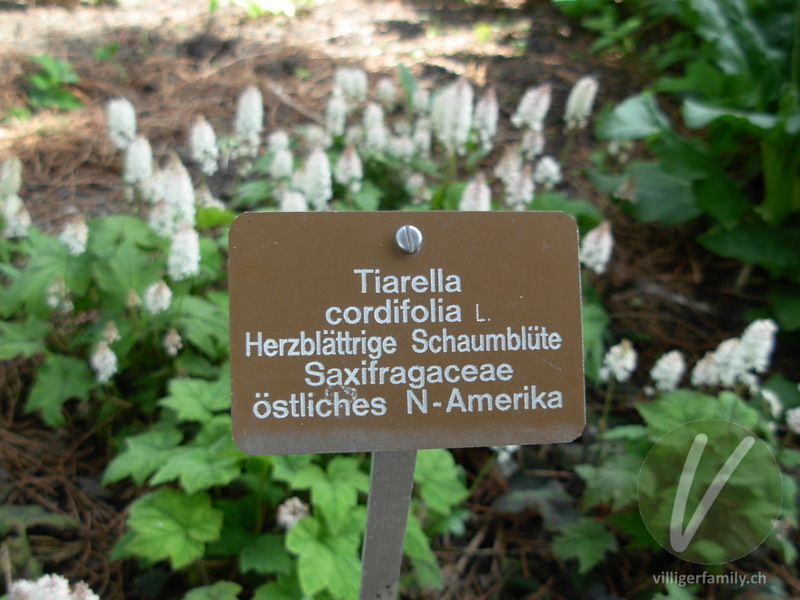 Tiarella
cordifolia L.
Herzblättrige Schaumblüte
Saxifragaceae
östliches N-Amerika
V
villigerfamily.ch